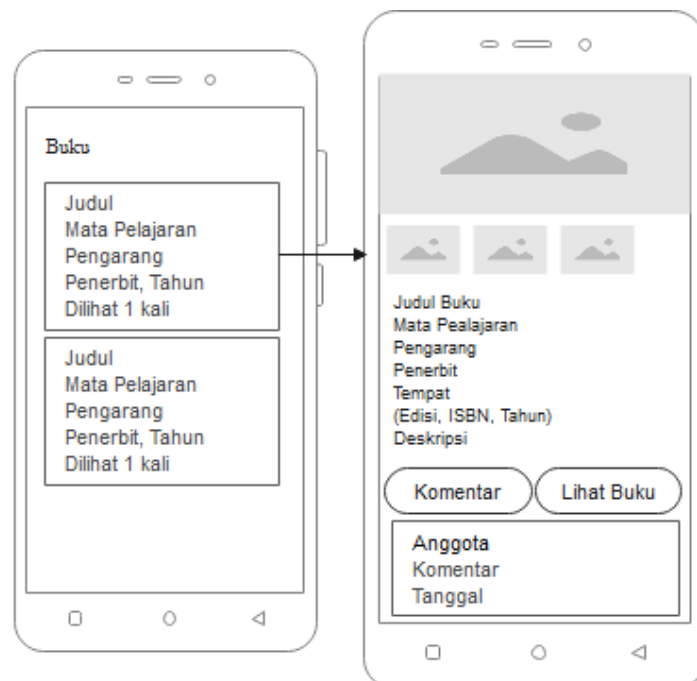 Buku
Judul
Mata Pelajaran
Pengarang
Penerbit, Tahun
Dilihat 1 kali
Judul
Mata Pelajaran
Pengarang
Penerbit, Tahun
Dilihat 1 kali
Judul Buku
Mata Pealajaran
Pengarang
Penerbit
Tempat
(Edisi, ISBN, Tahun)
Deskripsi
Komentar
Lihat Buku
Anggota
Komentar
Tanggal